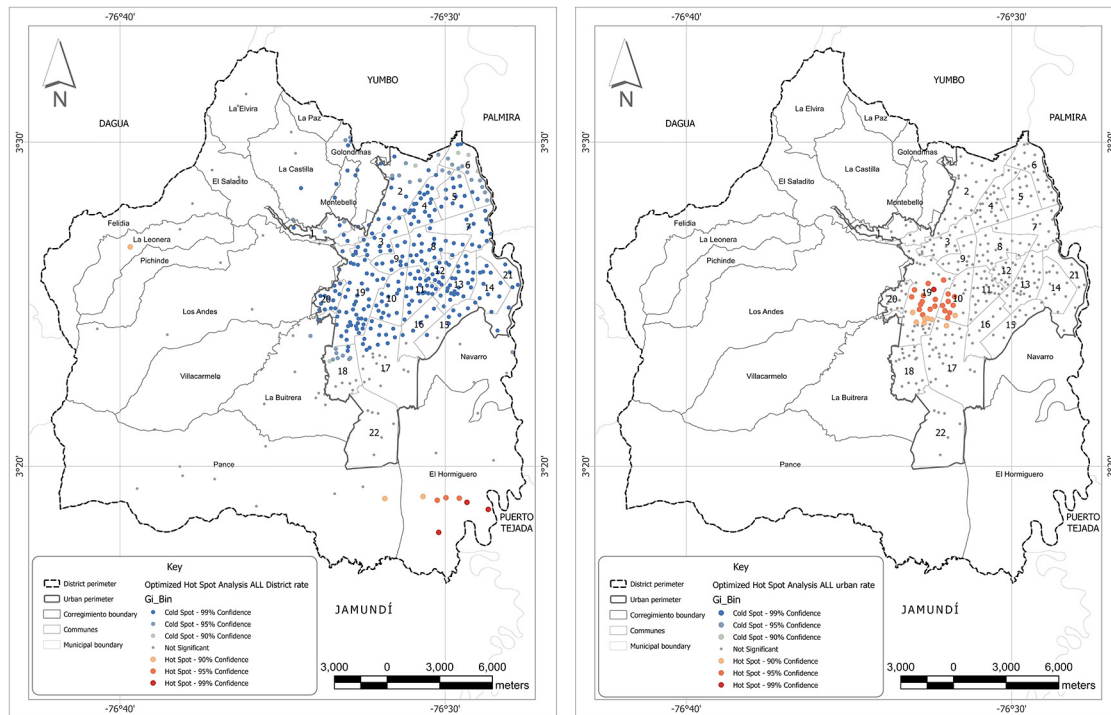 -76°40'
-76°30'
N
YUMBO
DAGUA
PALMIRA
3°30'
3°30'
La Elvira
La Paz
Golondrinas
La Castilla
El Saladito
Montebello
Felidia
La Leonera
Pichinde
Los Andes
Villacarmelo
La Buitrera
Pance
Navarro
El Hormiguero
2
6
4
5
7
3
8
9
12
21
20
19
10
11
13
14
16
15
18
17
22
3°20'
3°20'
PUERTO
TEJADA
JAMUNDÍ
Key
District perimeter
Urban perimeter
Corregimiento boundary
Communes
Municipal boundary
Optimized Hot Spot Analysis ALL District rate
Gi_Bin
Cold Spot - 99% Confidence
Cold Spot - 95% Confidence
Cold Spot - 90% Confidence
Not Significant
Hot Spot - 90% Confidence
Hot Spot - 95% Confidence
Hot Spot - 99% Confidence
3,000 0 3,000 6,000
meters
-76°40'
-76°30'
-76°40'
-76°30'
N
YUMBO
DAGUA
PALMIRA
3°30'
3°30'
La Elvira
La Paz
Golondrinas
La Castilla
El Saladito
Montebello
Felidia
La Leonera
Pichinde
Los Andes
Villacarmelo
La Buitrera
Pance
Navarro
El Hormiguero
2
6
4
5
7
3
8
9
12
21
20
19
10
11
13
14
16
15
18
17
22
3°20'
3°20'
PUERTO
TEJADA
JAMUNDÍ
Key
District perimeter
Urban perimeter
Corregimiento boundary
Communes
Municipal boundary
Optimized Hot Spot Analysis ALL urban rate
Gi_Bin
Cold Spot - 99% Confidence
Cold Spot - 95% Confidence
Cold Spot - 90% Confidence
Not Significant
Hot Spot - 90% Confidence
Hot Spot - 95% Confidence
Hot Spot - 99% Confidence
3,000 0 3,000 6,000
meters
-76°40'
-76°30'